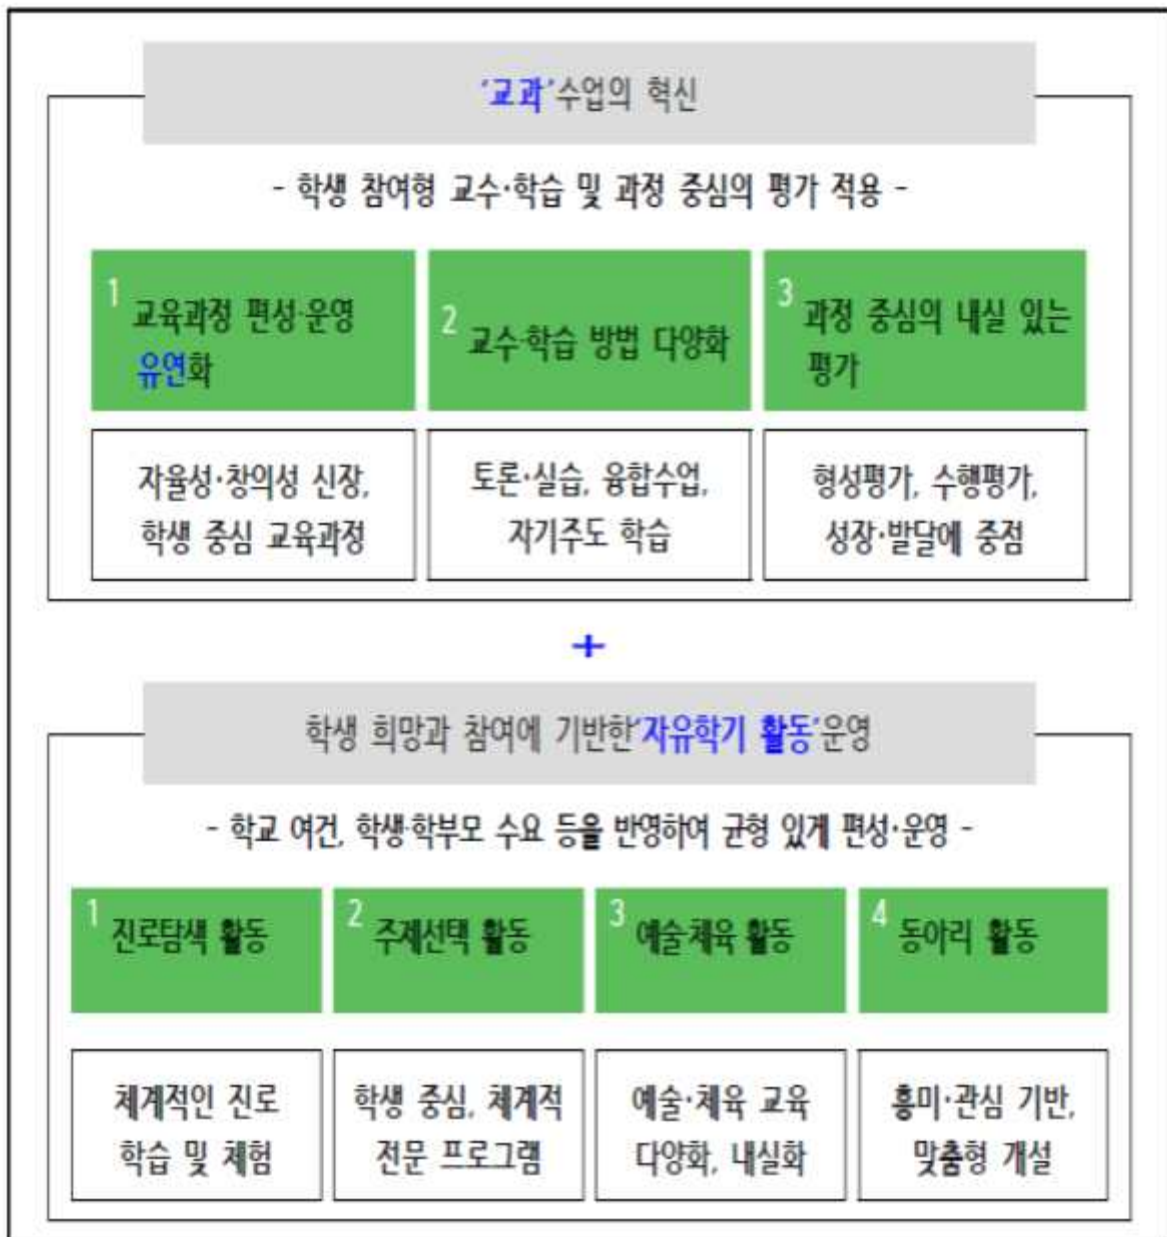 '교과'수업의 혁신
- 학생 참여형 교수·학습 및 과정 중심의 평가 적용 -
1 교육과정 편성·운영
유연화
2 교수·학습 방법 다양화
3 과정 중심의 내실 있는
평가
자율성·창의성 신장,
학생 중심 교육과정
토론·실습, 융합수업,
자기주도 학습
형성평가, 수행평가,
성장·발달에 중점
+
학생 희망과 참여에 기반한'자유학기 활동'운영
- 학교 여건, 학생·학부모 수요 등을 반영하여 균형 있게 편성·운영 -
1 진로탐색 활동
2 주제선택 활동
3 예술·체육 활동
4 동아리 활동
체계적인 진로
학습 및 체험
학생 중심, 체계적
전문 프로그램
예술·체육 교육
다양화, 내실화
흥미·관심 기반,
맞춤형 개설